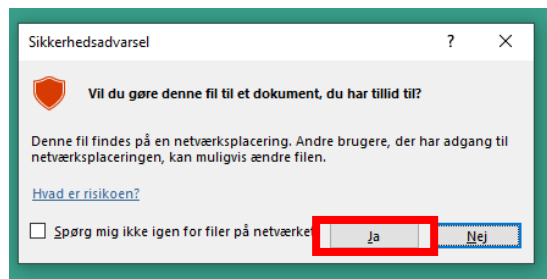 Sikkerhedsadvarsel ? ×
Vil du gøre denne fil til et dokument, du har tillid til?
Denne fil findes på en netværksplacering. Andre brugere, der har adgang til
netværksplaceringen, kan muligvis ændre filen.
Hvad er risikoen?
Spørg mig ikke igen for filer på netværket
Ja
Nej